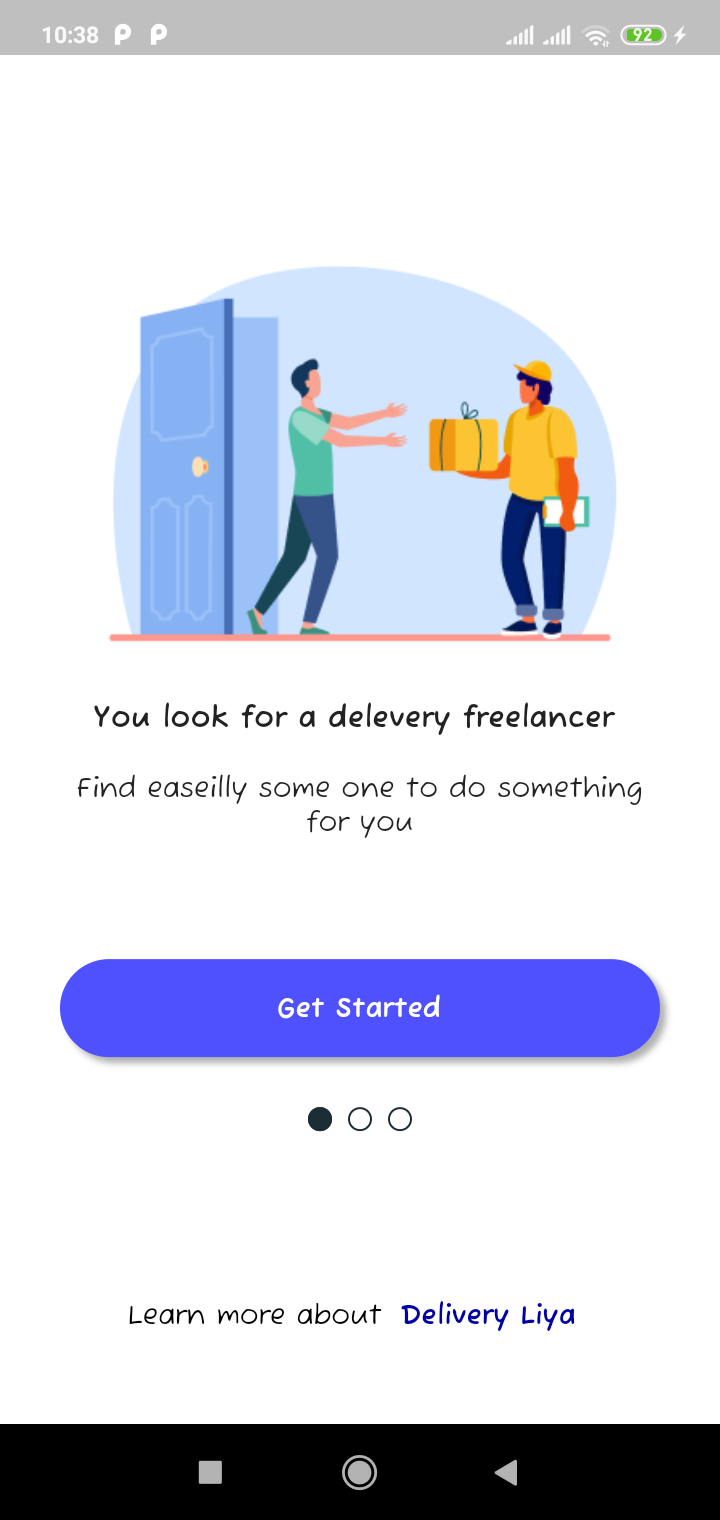 10:38
92
You look for a delevery freelancer
Find easeilly some one to do something
for you
Get Started
Learn more about Delivery Liya